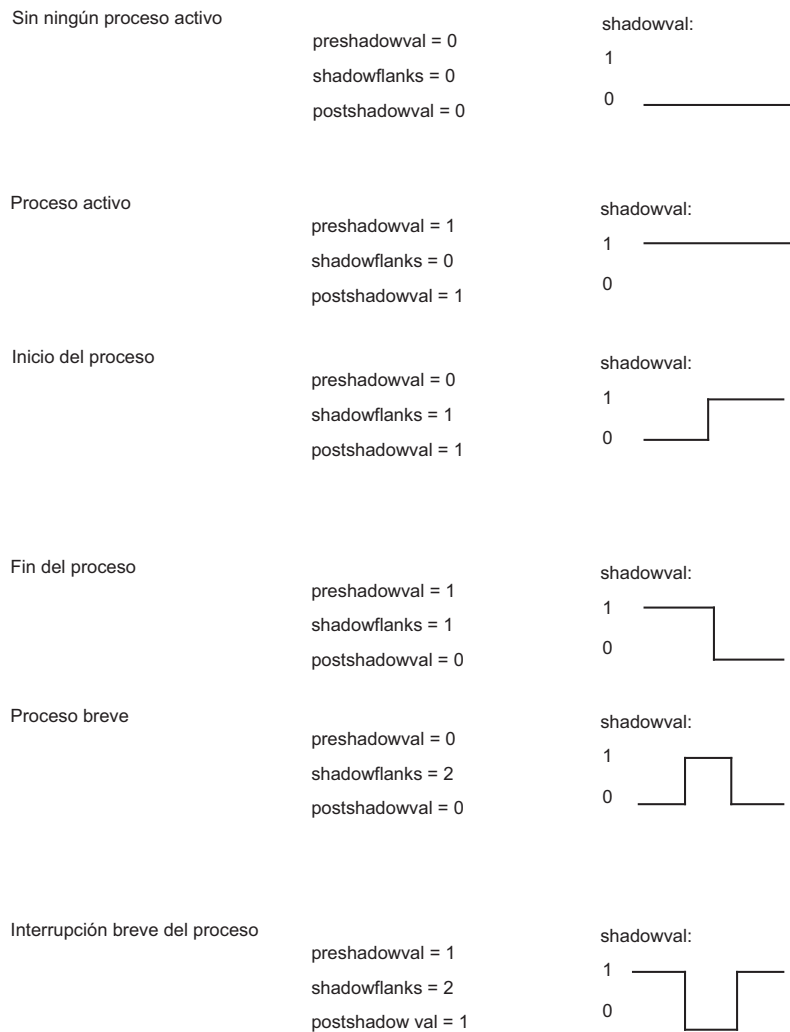 Sin ningún proceso activo
preshadowval = 0
shadowflanks = 0
postshadowval = 0
shadowval:
1
0
Proceso activo
preshadowval = 1
shadowflanks = 0
postshadowval = 1
shadowval:
1
0
Inicio del proceso
preshadowval = 0
shadowflanks = 1
postshadowval = 1
shadowval:
1
0
Fin del proceso
preshadowval = 1
shadowflanks = 1
postshadowval = 0
shadowval:
1
0
Proceso breve
preshadowval = 0
shadowflanks = 2
postshadowval = 0
shadowval:
1
0
Interrupción breve del proceso
preshadowval = 1
shadowflanks = 2
postshadow val = 1
shadowval:
1
0